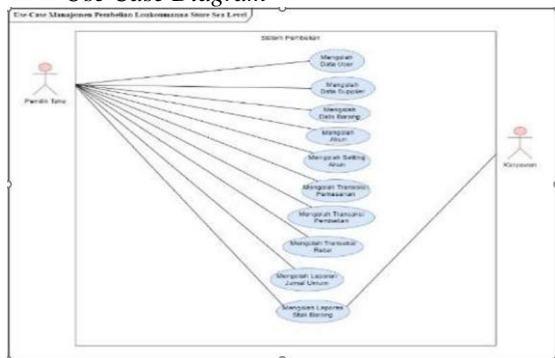 Use Case Diagram
Use Case Manajemen Pembelian Loukoumanna Store Sea Level
Sistem Pembelian
Pemilik Toko
Mengolah
Data User
Mengolah
Data Supplier
Mengolah
Data Barang
Mengolah
Akun
Mengolah Setting
Akun
Mengolah Transaksi
Pemesanan
Mengolah Transaksi
Pembelian
Mengolah Transaksi
Retur
Mengolah Laporan
Jurnal Umum
Mengolah Laporan
Stok Barang
Karyawan